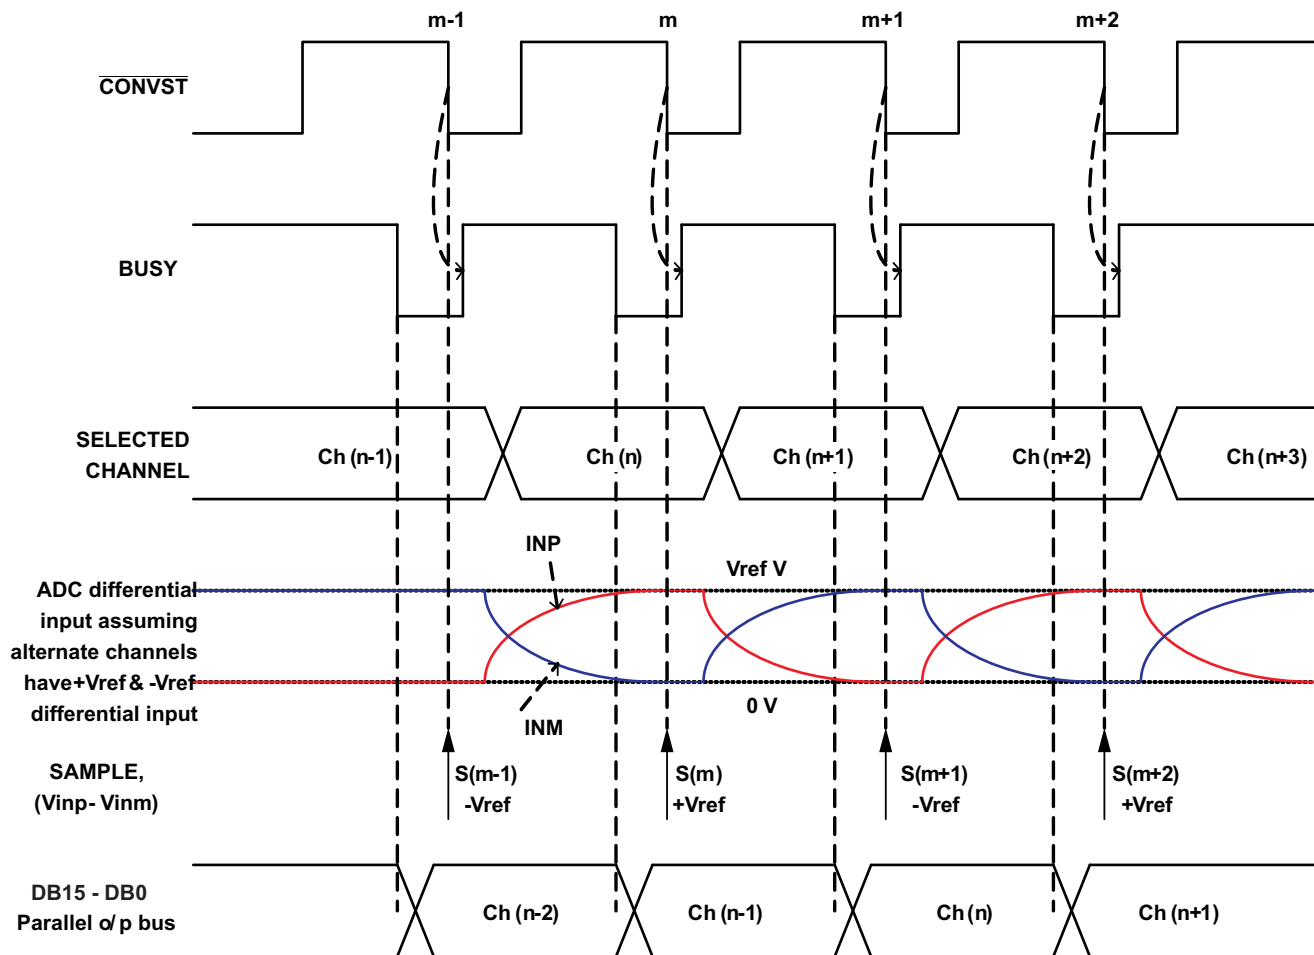 m-1
m
m+1
m+2
CONVST
BUSY
SELECTED
CHANNEL
Ch (n-1)
Ch (n)
Ch (n+1)
Ch (n+2)
Ch (n+3)
INP
Vref V
ADC differential
input assuming
alternate channels
have+Vref & -Vref
differential input
INM
0 V
SAMPLE,
(Vinp- Vinm)
S(m-1)
-Vref
S(m)
+Vref
S(m+1)
-Vref
S(m+2)
+Vref
DB15 - DB0
Parallel o/p bus
Ch (n-2)
Ch (n-1)
Ch (n)
Ch (n+1)